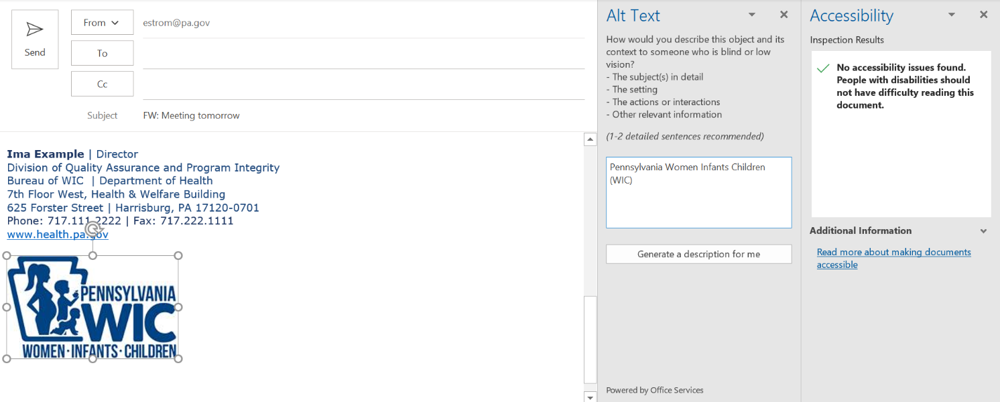 Send
From
estrom@pa.gov
To
Cc
Subject
FW: Meeting tomorrow
Ima Example | Director
Division of Quality Assurance and Program Integrity
Bureau of WIC | Department of Health
7th Floor West, Health & Welfare Building
625 Forster Street | Harrisburg, PA 17120-0701
Phone: 717.111.2222 | Fax: 717.222.1111
www.health.pa.gov
PENNSYLVANIA
WIC
WOMEN·INFANTS·CHILDREN
Alt Text
How would you describe this object and its
context to someone who is blind or low
vision?
- The subject(s) in detail
- The setting
- The actions or interactions
- Other relevant information
(1-2 detailed sentences recommended)
Pennsylvania Women Infants Children
(WIC)
Generate a description for me
Powered by Office Services
Accessibility
Inspection Results
No accessibility issues found.
People with disabilities should
not have difficulty reading this
document.
Additional Information
Read more about making documents
accessible